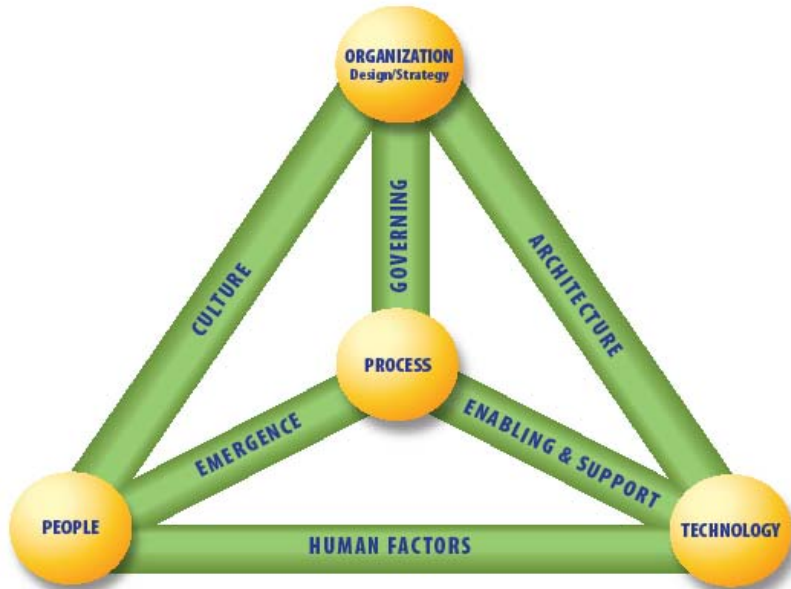 ORGANIZATION
Design/Strategy
GOVERNING
CULTURE
ARCHITECTURE
PROCESS
EMERGENCE
ENABLING & SUPPORT
PEOPLE
TECHNOLOGY
HUMAN FACTORS